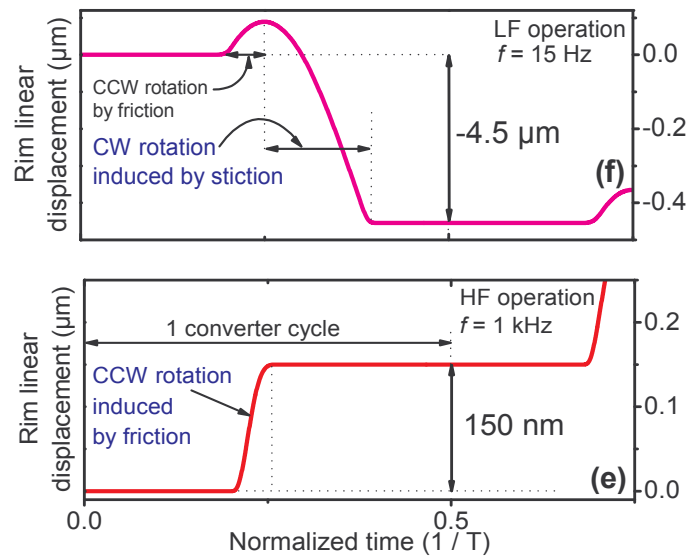 Rim linear
displacement (µm)
LF operation
f = 15 Hz
0.0
CCW rotation
by friction
CW rotation
induced by stiction
-4.5 µm
-0.2
-0.4
(f)
Rim linear
displacement (µm)
HF operation
f = 1 kHz
1 converter cycle
0.2
CCW rotation
induced
by friction
0.1
150 nm
(e)
0.0
0.0
0.5
Normalized time (1 / T)